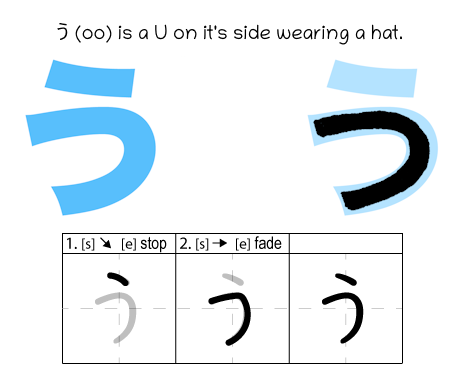 う (oo) is a U on it's side wearing a hat.
う
う
1. [s] ↘ [e] stop
2. [s] → [e] fade
う
う
う